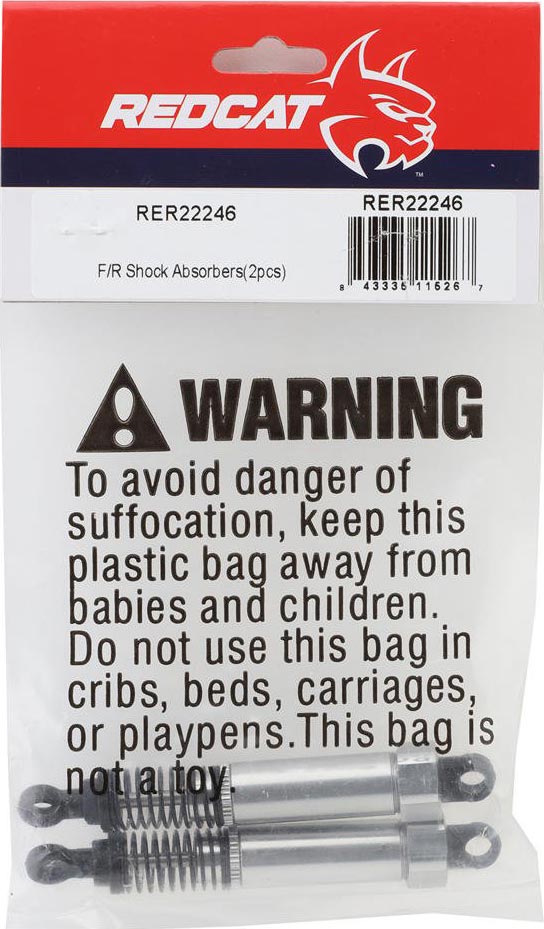 REDCAT
TM
RER22246
RER22246
F/R Shock Absorbers(2pcs)
8 43335 11526 7
WARNING
To avoid danger of
suffocation, keep this
plastic bag away from
babies and children.
Do not use this bag in
cribs, beds, carriages,
or playpens.This bag is
not a toy.